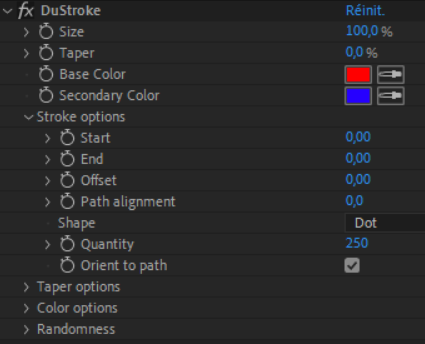 fx DuStroke Réinit.
Size 100,0 %
Taper 0,0 %
Base Color
Secondary Color
Stroke options
Start 0,00
End 0,00
Offset 0,00
Path alignment 0,0
Shape Dot
Quantity 250
Orient to path
Taper options
Color options
Randomness